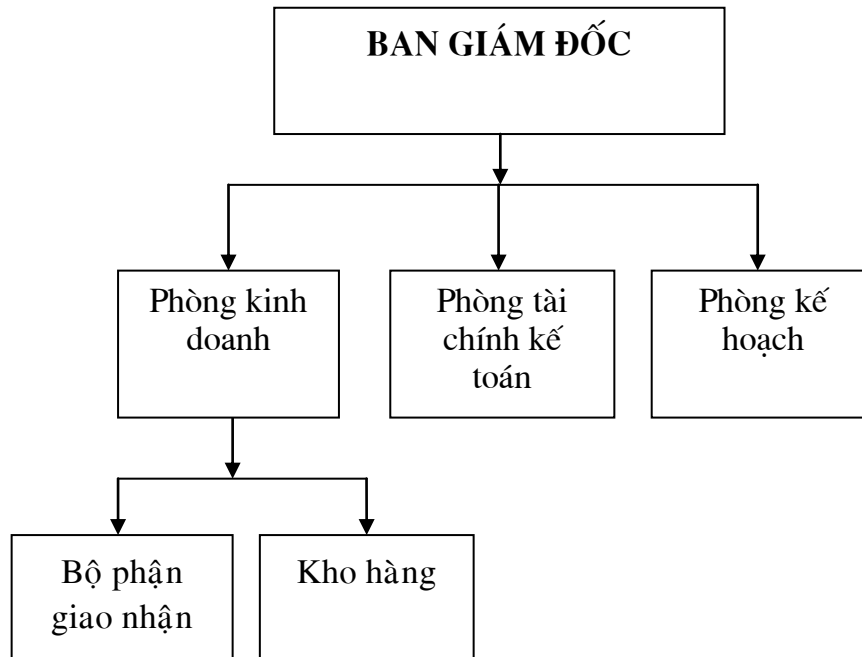 BAN GIÁM ĐỐC
Phòng kinh
doanh
Phòng tài
chính kế
toán
Phòng kế
hoạch
Bộ phận
giao nhận
Kho hàng